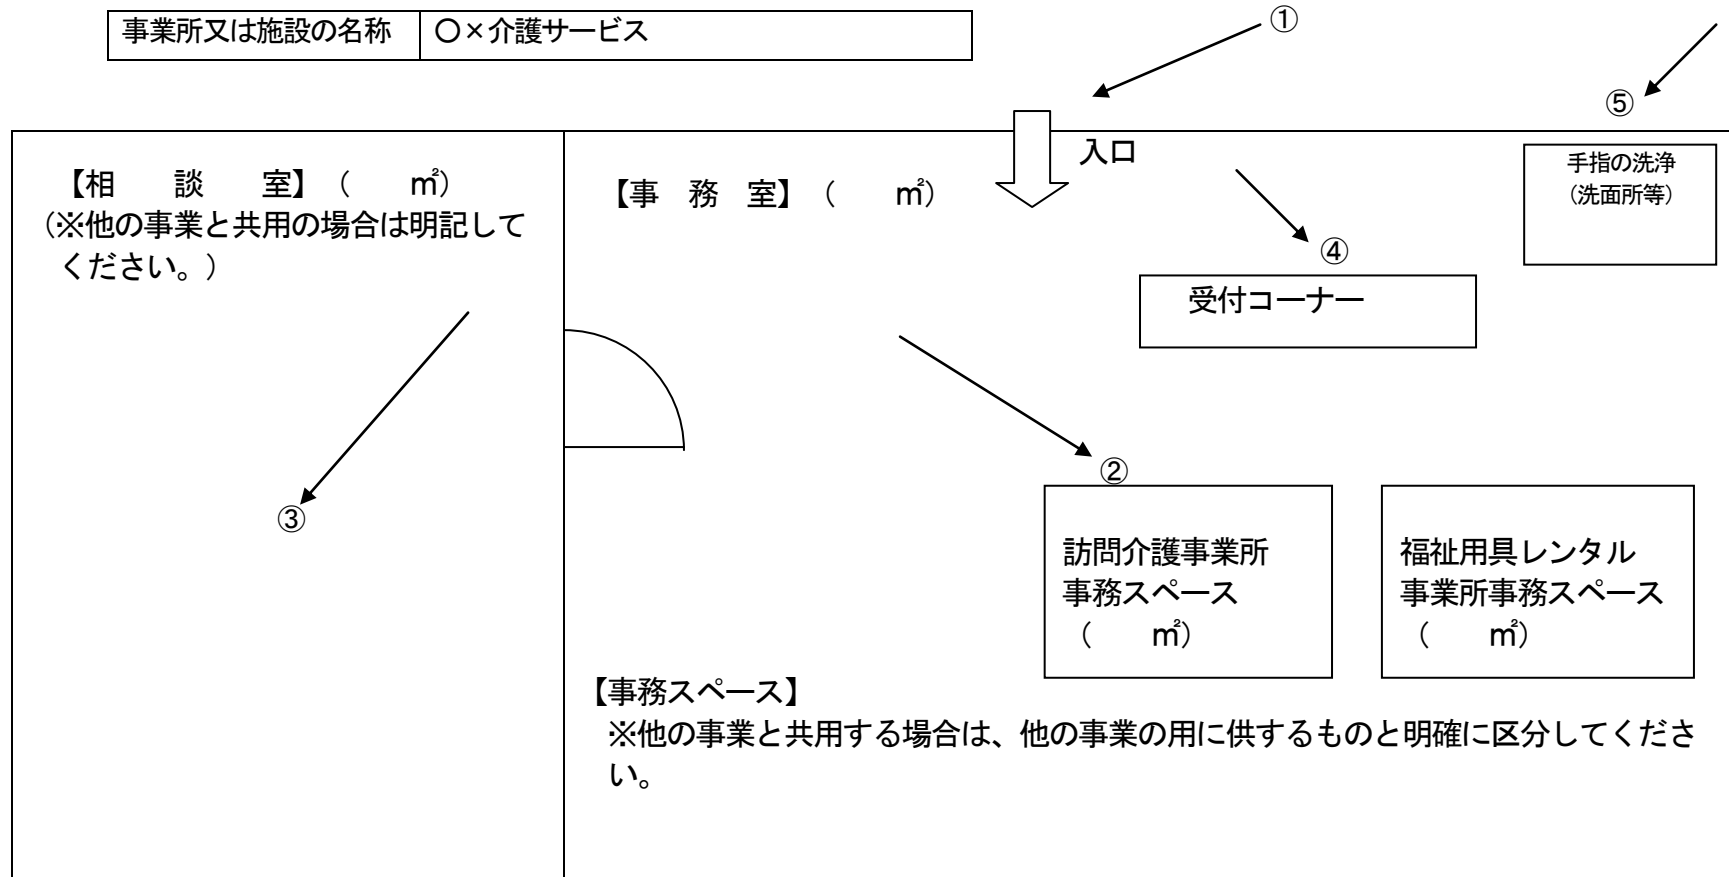 事業所又は施設の名称 〇×介護サービス
①
⑤
入口
手指の洗浄
（洗面所等）
【相　談　室】（　　㎡）
（※他の事業と共用の場合は明記して
ください。）
【事　務　室】（　　㎡）
④
受付コーナー
②
③
訪問介護事業所
事務スペース
（　　㎡）
福祉用具レンタル
事業所事務スペース
（　　㎡）
【事務スペース】
※他の事業と共用する場合は、他の事業の用に供するものと明確に区分してくださ
い。